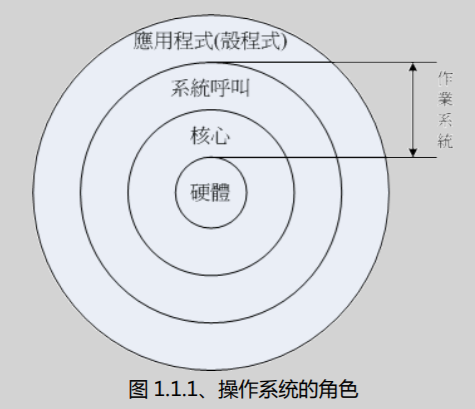 應用程式(殼程式)
系統呼叫
核心
硬體
作業系統
图 1.1.1、操作系统的角色